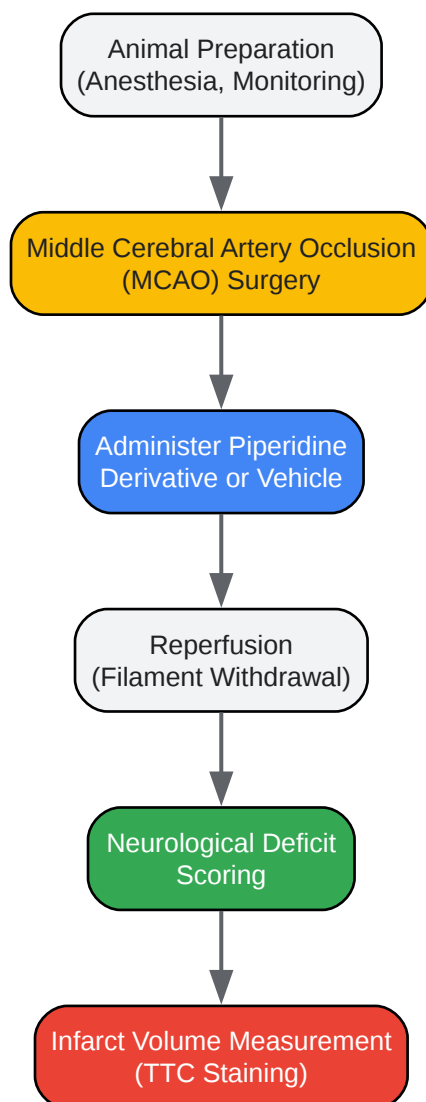 Animal Preparation
(Anesthesia, Monitoring)
Middle Cerebral Artery Occlusion
(MCAO) Surgery
Administer Piperidine
Derivative or Vehicle
Reperfusion
(Filament Withdrawal)
Neurological Deficit
Scoring
Infarct Volume Measurement
(TTC Staining)